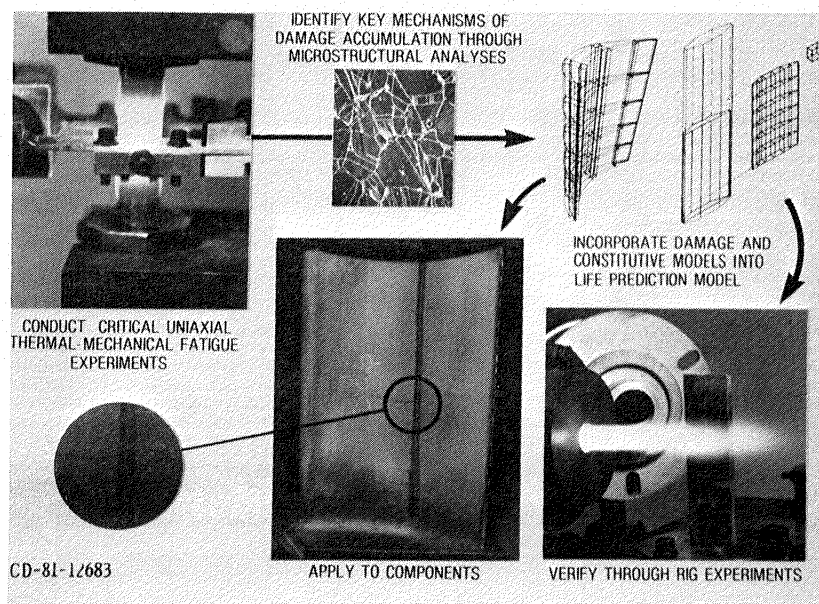 IDENTIFY KEY MECHANISMS OF
DAMAGE ACCUMULATION THROUGH
MICROSTRUCTURAL ANALYSES
INCORPORATE DAMAGE AND
CONSTITUTIVE MODELS INTO
LIFE PREDICTION MODEL
CONDUCT CRITICAL UNIAXIAL
THERMAL-MECHANICAL FATIGUE
EXPERIMENTS
CD-81-12683
APPLY TO COMPONENTS
VERIFY THROUGH RIG EXPERIMENTS